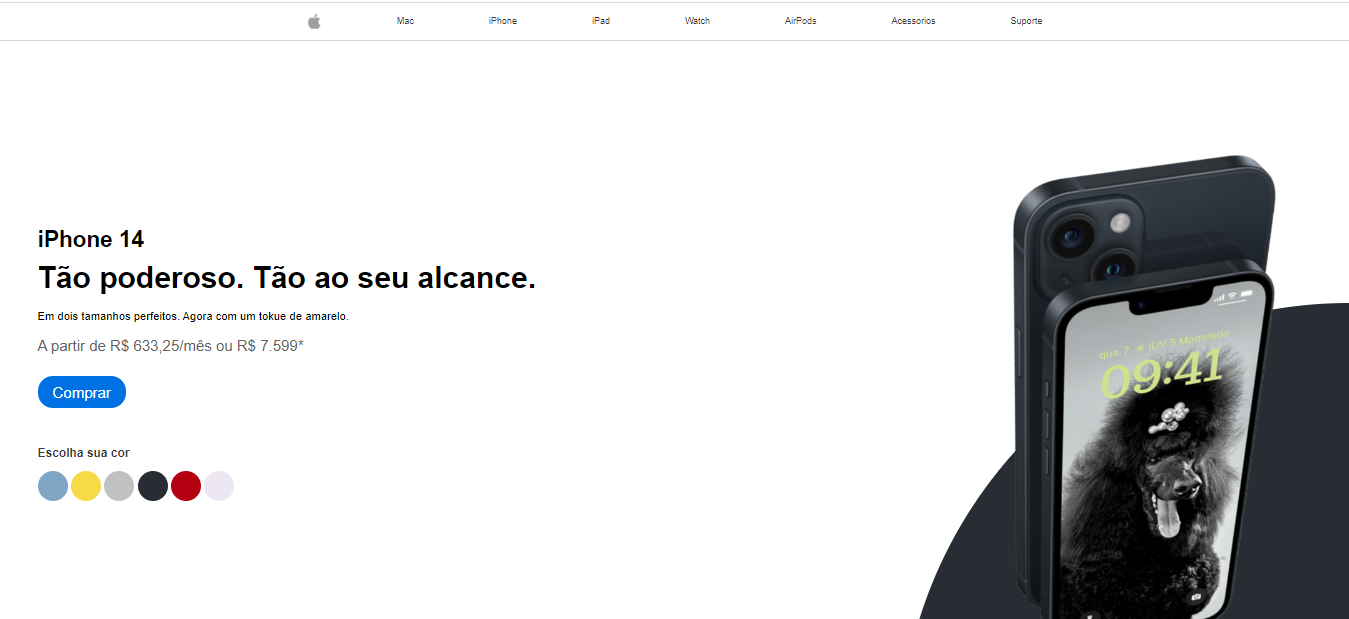 Mac iPhone iPad Watch AirPods Acessorios Suporte
iPhone 14
Tão poderoso. Tão ao seu alcance.
Em dois tamanhos perfeitos. Agora com um tokue de amarelo.
A partir de R$ 633,25/mês ou R$ 7.599*
Comprar
Escolha sua cor
qua. 7 ☀ IUV 5 Moderado
09:41